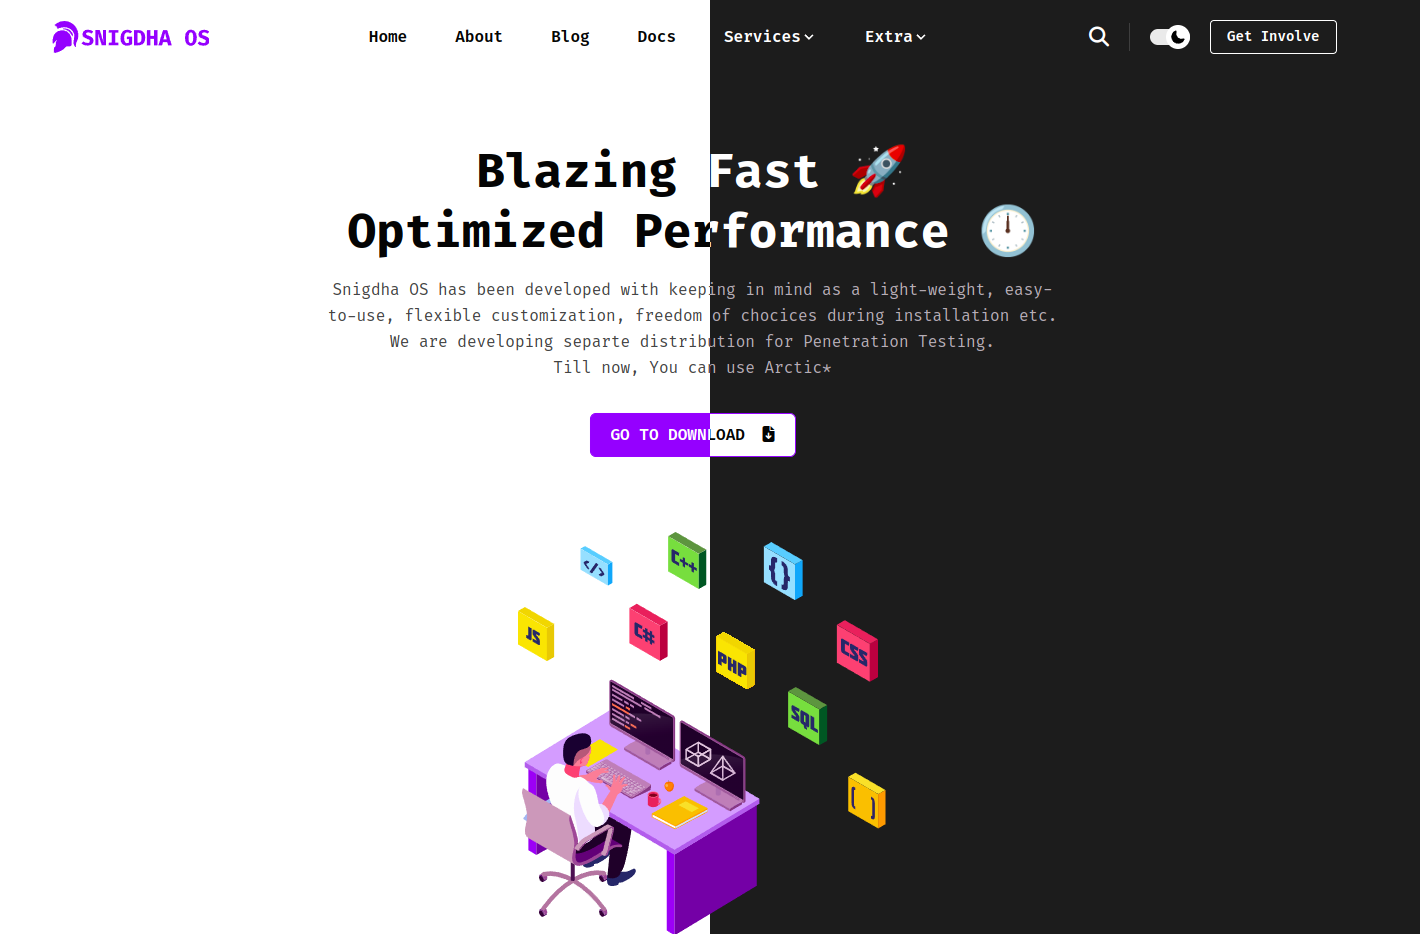 SNIGDHA OS
Home About Blog Docs Services Extra Get Involve
Blazing Fast 🚀
Optimized Performance 🕛
Snigdha OS has been developed with keeping in mind as a light-weight, easy-
to-use, flexible customization, freedom of chocices during installation etc.
We are developing separte distribution for Penetration Testing.
Till now, You can use Arctic*
GO TO DOWNLOAD
</>
C++
{}
JS
C#
PHP
CSS
SQL
[ ]